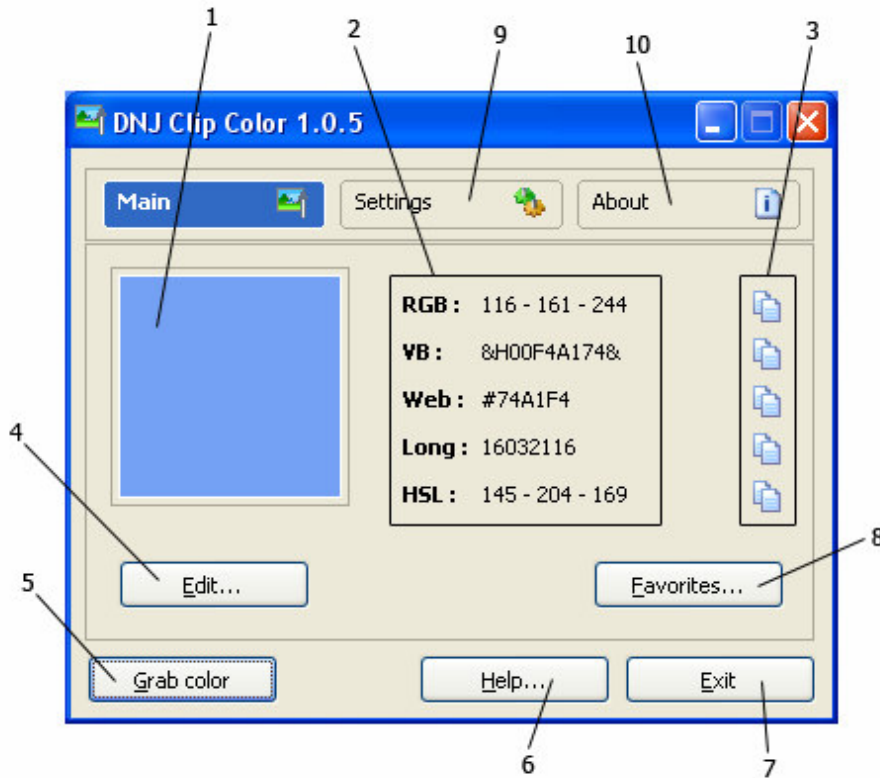 1
2
9
10
3
DNJ Clip Color 1.0.5
Main
Settings
About
RGB : 116 - 161 - 244
VB : &H00F4A174&
Web : #74A1F4
Long : 16032116
HSL : 145 - 204 - 169
4
8
Edit...
Favorites...
5
Grab color
Help...
Exit
6
7